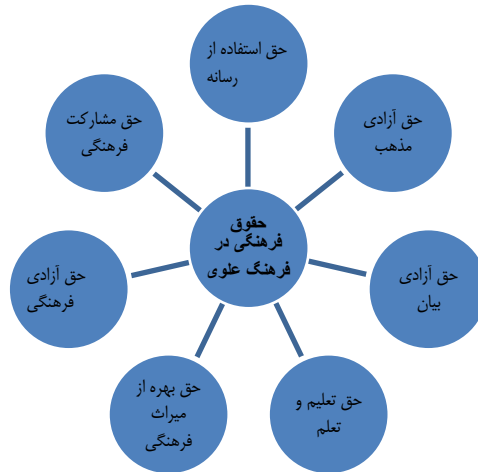 حق استفاده از
رسانه
حق آزادی
مذهب
حق آزادی
بیان
حق تعلیم و
تعلم
حق بهره از
میراث
فرهنگی
حق آزادی
فرهنگی
حق مشارکت
فرهنگی
حقوق
فرهنگی در
فرهنگ علوی